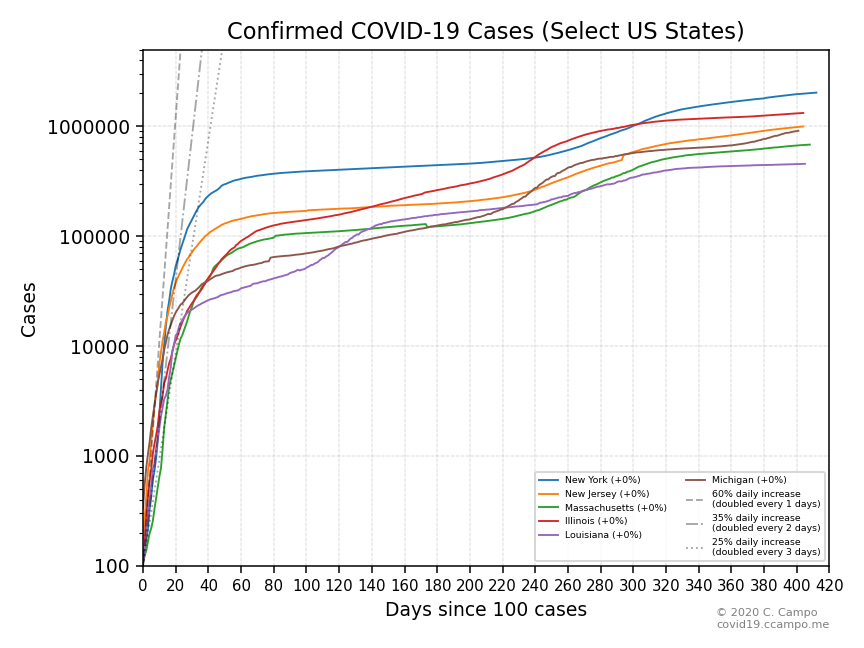 Confirmed COVID-19 Cases (Select US States)
Cases
1000000
100000
10000
1000
100
0 20 40 60 80 100 120 140 160 180 200 220 240 260 280 300 320 340 360 380 400 420
Days since 100 cases
New York (+0%)
New Jersey (+0%)
Massachusetts (+0%)
Illinois (+0%)
Louisiana (+0%)
Michigan (+0%)
60% daily increase
(doubled every 1 days)
35% daily increase
(doubled every 2 days)
25% daily increase
(doubled every 3 days)
© 2020 C. Campo
covid19.ccampo.me